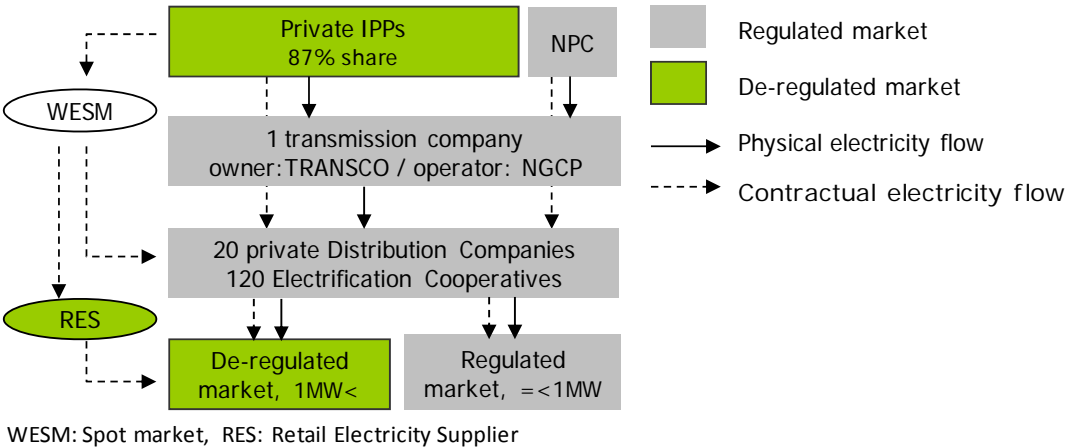 Private IPPs
87% share
NPC
Regulated market
De-regulated market
WESM
1 transmission company
owner: TRANSCO / operator: NGCP
Physical electricity flow
Contractual electricity flow
20 private Distribution Companies
120 Electrification Cooperatives
RES
De-regulated
market, 1MW<
Regulated
market, =<1MW
WESM: Spot market, RES: Retail Electricity Supplier